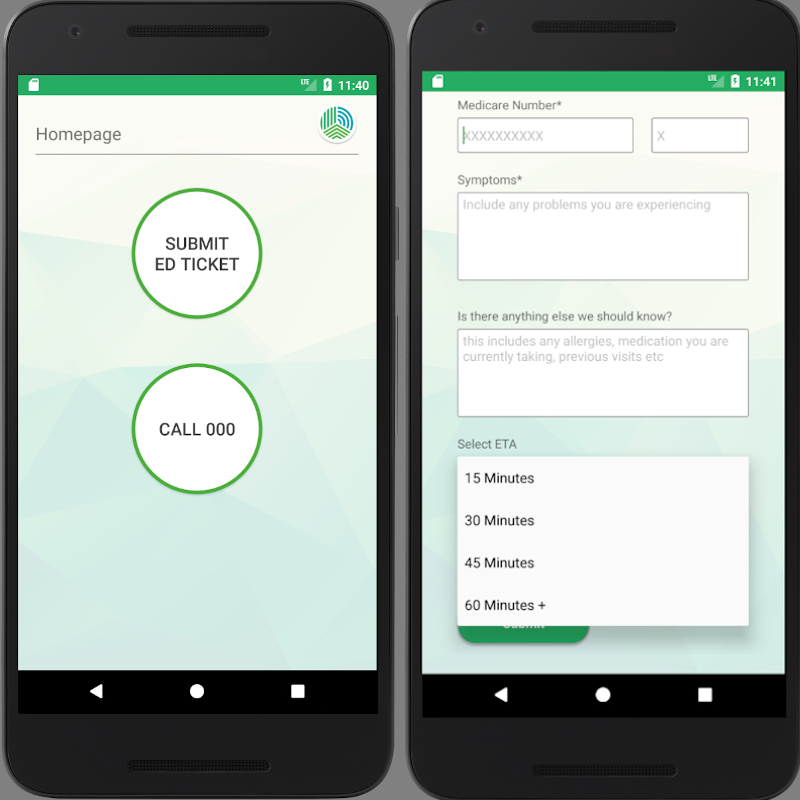 LTE 11:40
Homepage
SUBMIT
ED TICKET
CALL 000
LTE 11:41
Medicare Number*
XXXXXXXXXX X
Symptoms*
Include any problems you are experiencing
Is there anything else we should know?
this includes any allergies, medication you are
currently taking, previous visits etc
Select ETA
15 Minutes
30 Minutes
45 Minutes
60 Minutes +
Submit